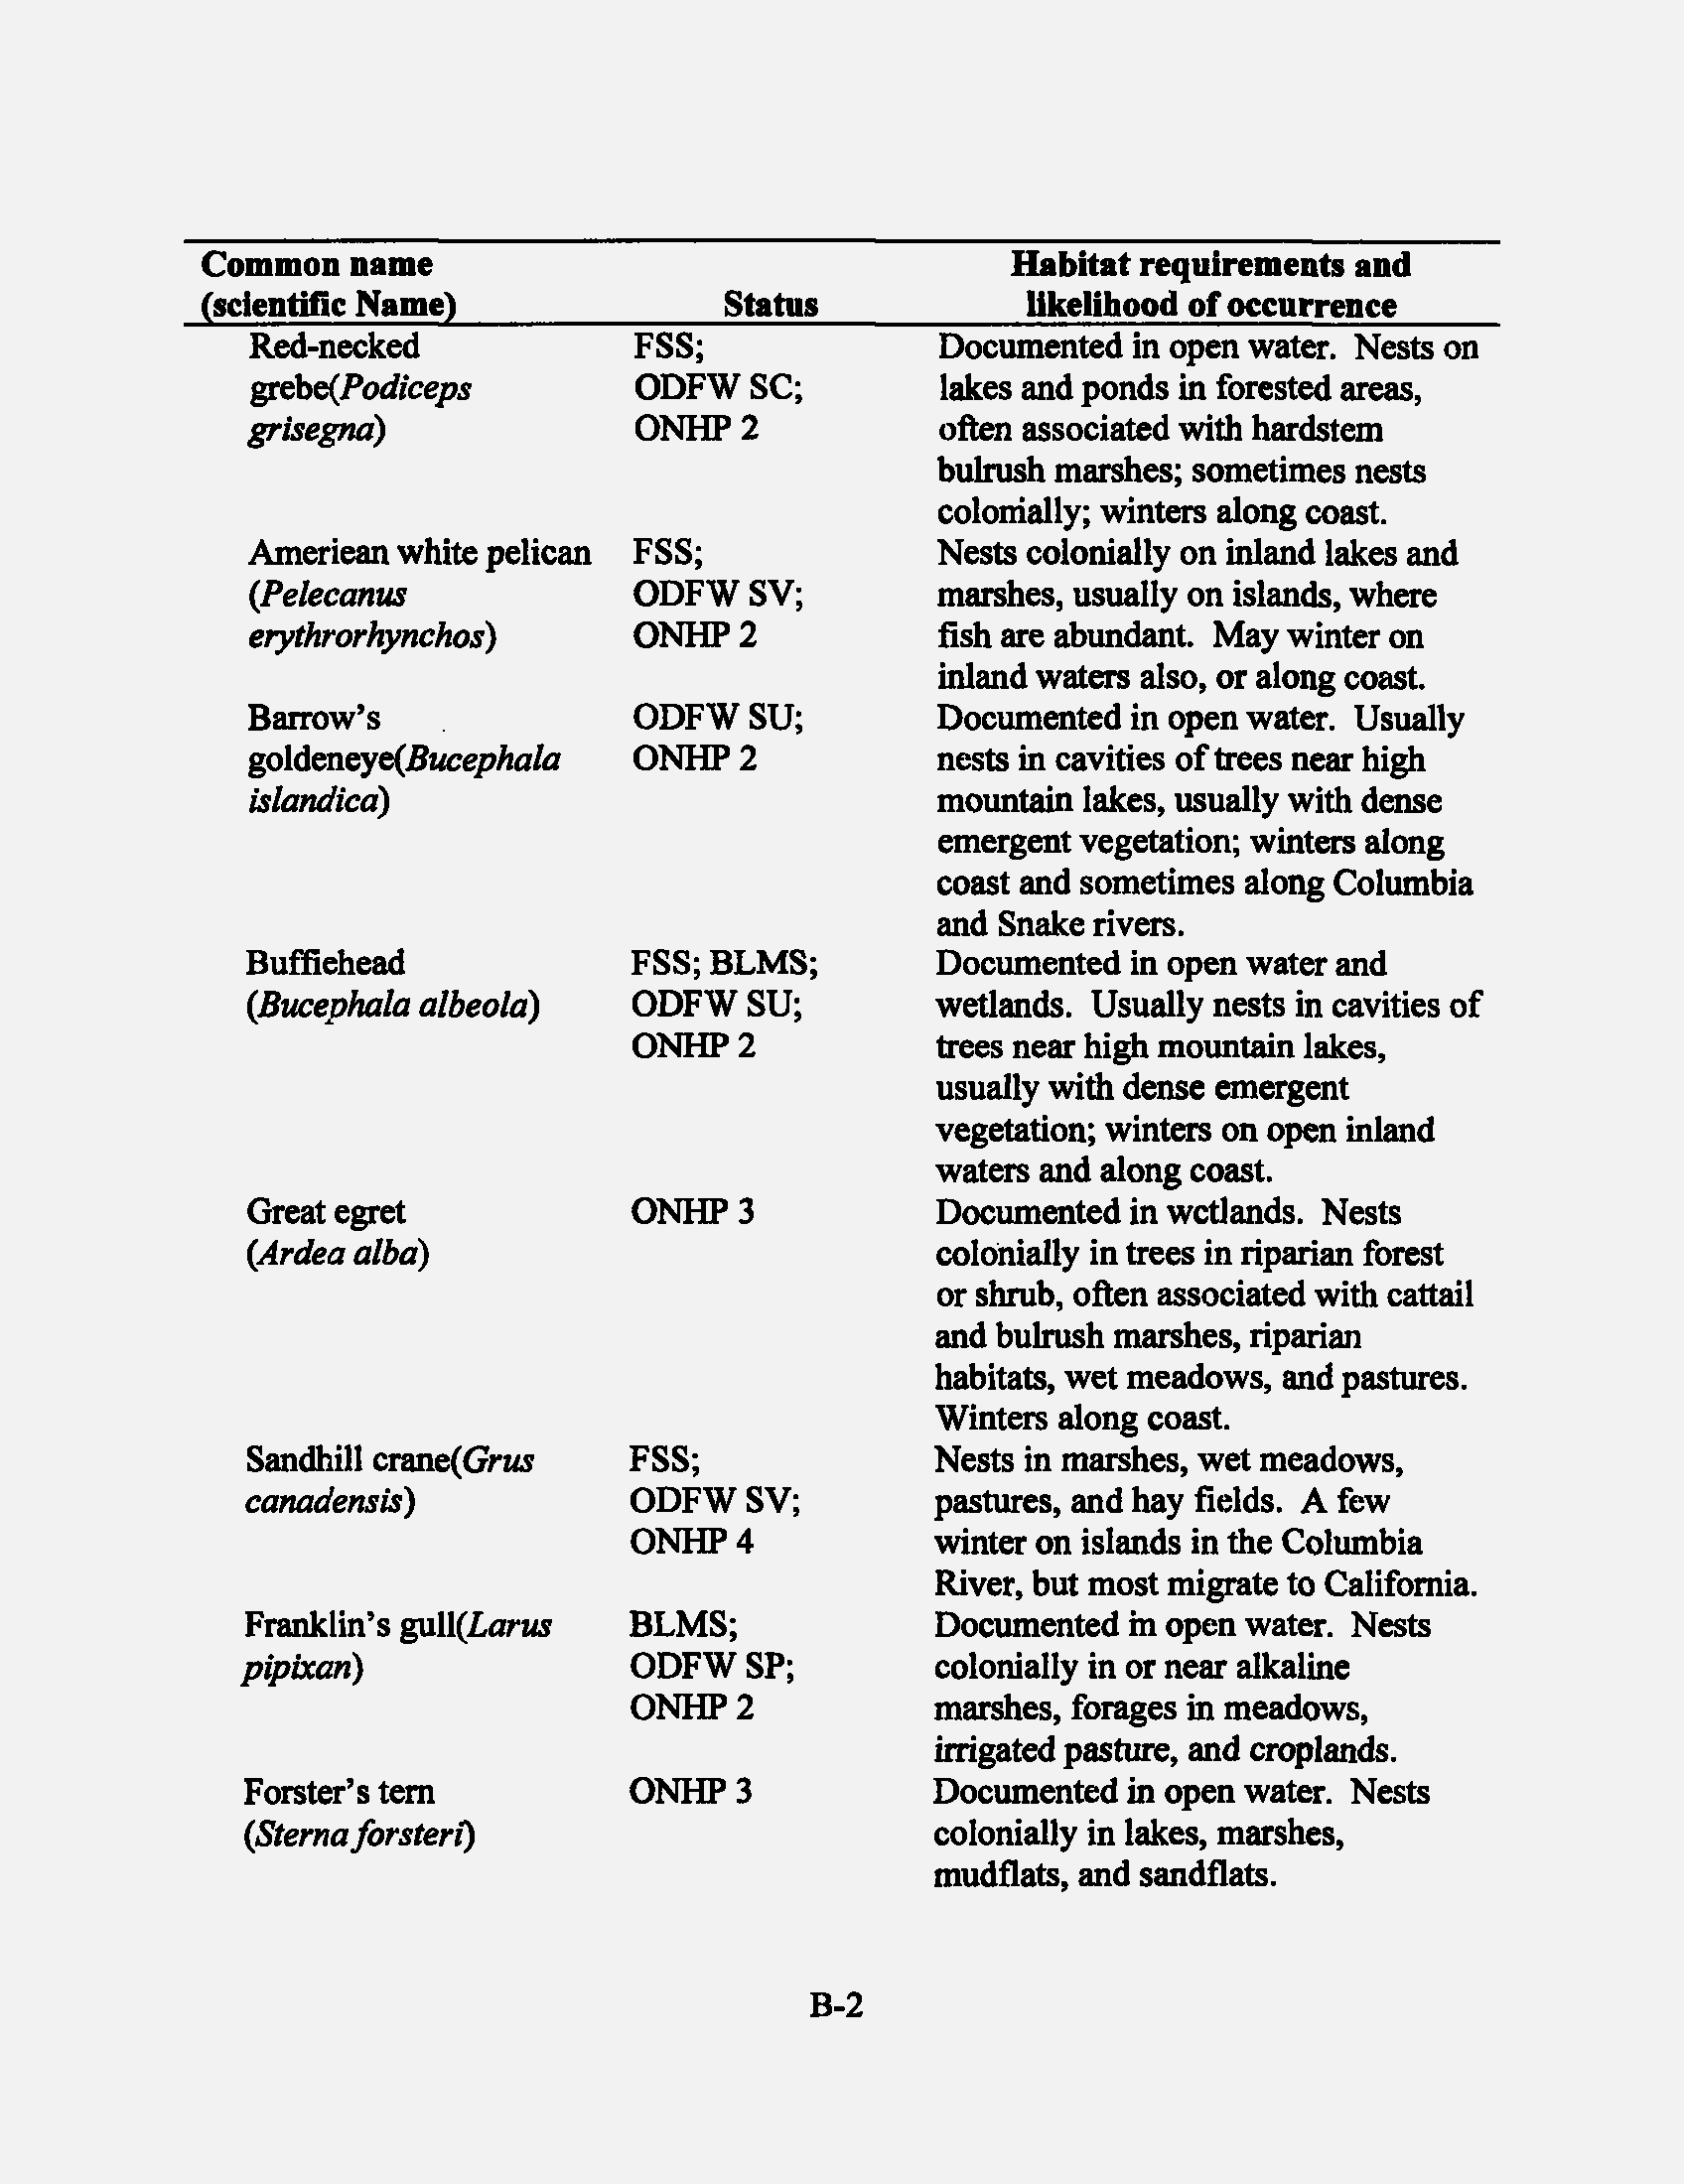 Common name
(scientific Name)
Status
Habitat requirements and
likelihood of occurrence
Red-necked
grebe(Podiceps
grisegna)
FSS;
ODFW SC;
ONHP 2
Documented in open water. Nests on
lakes and ponds in forested areas,
often associated with hardstem
bulrush marshes; sometimes nests
colonially; winters along coast.
Ameriean white pelican
(Pelecanus
erythrorhynchos)
FSS;
ODFW SV;
ONHP 2
Nests colonially on inland lakes and
marshes, usually on islands, where
fish are abundant. May winter on
inland waters also, or along coast.
Barrow's
goldeneye(Bucephala
islandica)
ODFW SU;
ONHP 2
Documented in open water. Usually
nests in cavities of trees near high
mountain lakes, usually with dense
emergent vegetation; winters along
coast and sometimes along Columbia
and Snake rivers.
Buffiehead
(Bucephala albeola)
FSS; BLMS;
ODFW SU;
ONHP 2
Documented in open water and
wetlands. Usually nests in cavities of
trees near high mountain lakes,
usually with dense emergent
vegetation; winters on open inland
waters and along coast.
Great egret
(Ardea alba)
ONHP 3
Documented in wetlands. Nests
colonially in trees in riparian forest
or shrub, often associated with cattail
and bulrush marshes, riparian
habitats, wet meadows, and pastures.
Winters along coast.
Sandhill crane(Grus
canadensis)
FSS;
ODFW SV;
ONHP 4
Nests in marshes, wet meadows,
pastures, and hay fields. A few
winter on islands in the Columbia
River, but most migrate to California.
Franklin's gull(Larus
pipixan)
BLMS;
ODFW SP;
ONHP 2
Documented in open water. Nests
colonially in or near alkaline
marshes, forages in meadows,
irrigated pasture, and croplands.
Forster's tern
(Sterna forsteri)
ONHP 3
Documented in open water. Nests
colonially in lakes, marshes,
mudflats, and sandflats.
B-2